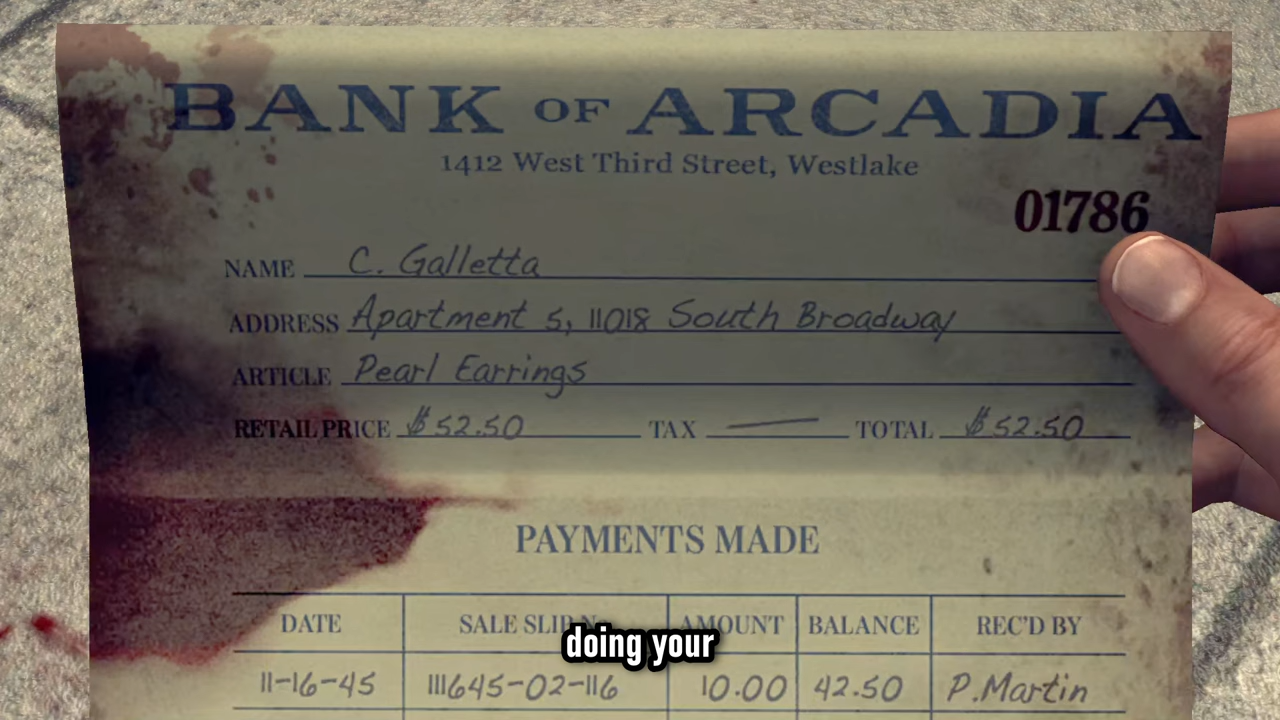 BANK OF ARCADIA
1412 West Third Street, Westlake
01786
NAME C. Galletta
ADDRESS Apartment 5, 11018 South Broadway
ARTICLE Pearl Earrings
RETAIL PRICE $52.50 TAX — TOTAL $52.50
PAYMENTS MADE
DATE SALE SLIP AMOUNT BALANCE REC'D BY
doing your
11-16-45 111645-02-116 10.00 42.50 P.Martin